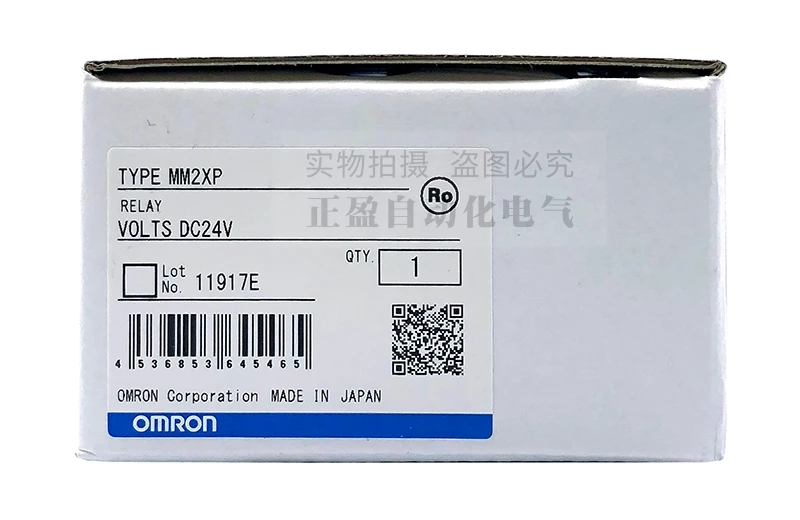 实物拍摄 盗图必究
正盈自动化电气
TYPE MM2XP
Ro
RELAY
VOLTS DC24V
QTY. 1
Lot No. 11917E
4 536853 645465
OMRON Corporation MADE IN JAPAN
OMRON